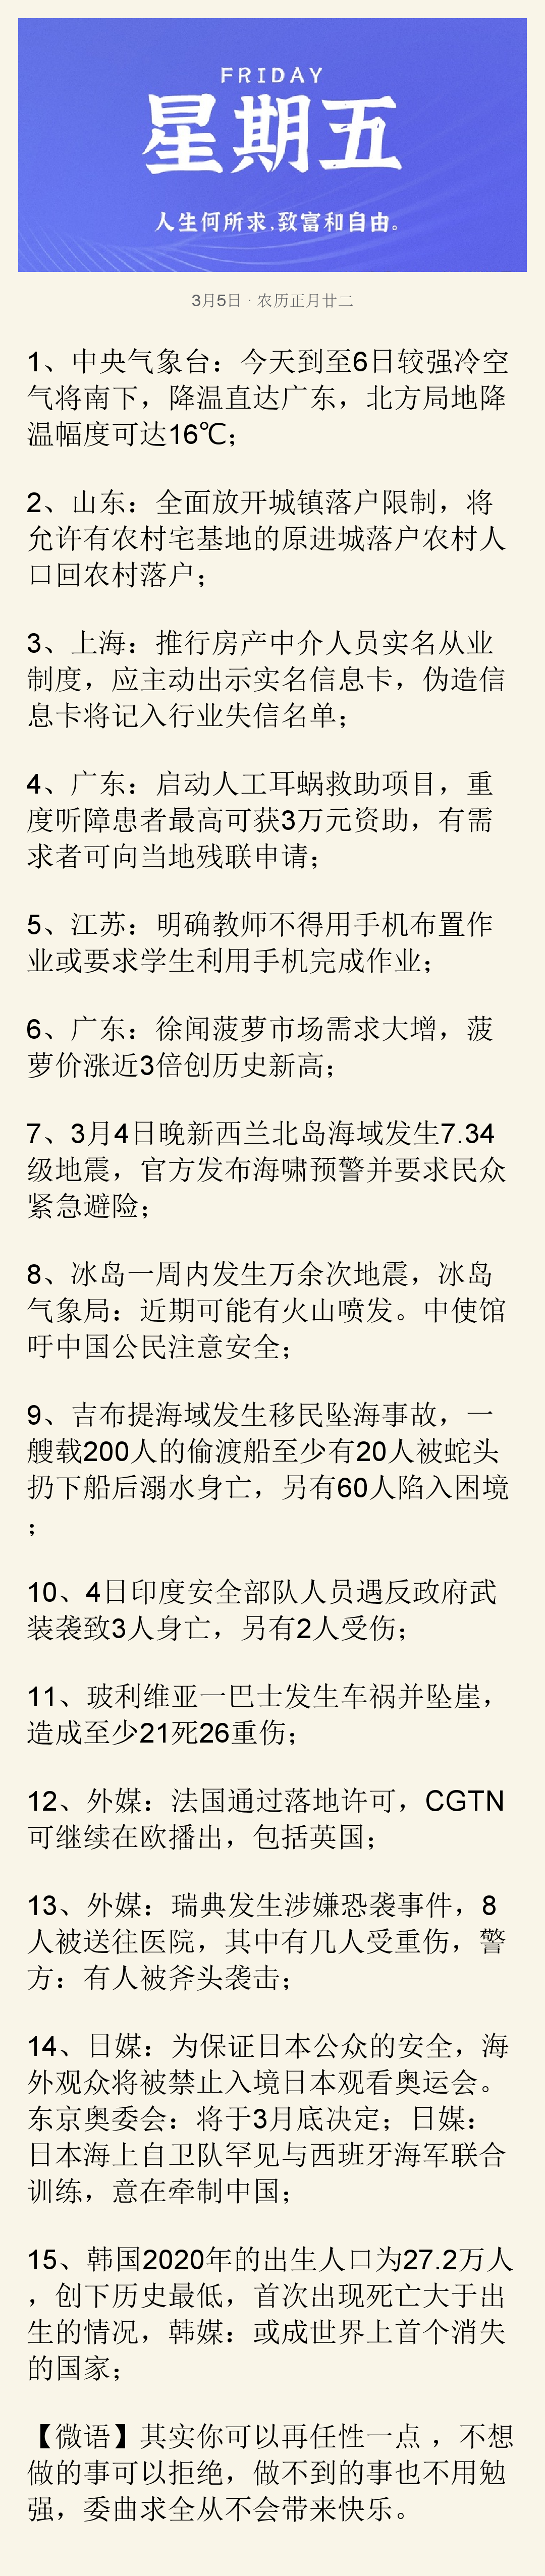 FRIDAY
星期五
人生何所求,致富和自由。
3月5日 · 农历正月廿二
1、中央气象台：今天到至6日较强冷空
气将南下，降温直达广东，北方局地降
温幅度可达16℃；
2、山东：全面放开城镇落户限制，将
允许有农村宅基地的原进城落户农村人
口回农村落户；
3、上海：推行房产中介人员实名从业
制度，应主动出示实名信息卡，伪造信
息卡将记入行业失信名单；
4、广东：启动人工耳蜗救助项目，重
度听障患者最高可获3万元资助，有需
求者可向当地残联申请；
5、江苏：明确教师不得用手机布置作
业或要求学生利用手机完成作业；
6、广东：徐闻菠萝市场需求大增，菠
萝价涨近3倍创历史新高；
7、3月4日晚新西兰北岛海域发生7.34
级地震，官方发布海啸预警并要求民众
紧急避险；
8、冰岛一周内发生万余次地震，冰岛
气象局：近期可能有火山喷发。中使馆
吁中国公民注意安全；
9、吉布提海域发生移民坠海事故，一
艘载200人的偷渡船至少有20人被蛇头
扔下船后溺水身亡，另有60人陷入困境
；
10、4日印度安全部队人员遇反政府武
装袭致3人身亡，另有2人受伤；
11、玻利维亚一巴士发生车祸并坠崖，
造成至少21死26重伤；
12、外媒：法国通过落地许可，CGTN
可继续在欧播出，包括英国；
13、外媒：瑞典发生涉嫌恐袭事件，8
人被送往医院，其中有几人受重伤，警
方：有人被斧头袭击；
14、日媒：为保证日本公众的安全，海
外观众将被禁止入境日本观看奥运会。
东京奥委会：将于3月底决定；日媒：
日本海上自卫队罕见与西班牙海军联合
训练，意在牵制中国；
15、韩国2020年的出生人口为27.2万人
，创下历史最低，首次出现死亡大于出
生的情况，韩媒：或成世界上首个消失
的国家；
【微语】其实你可以再任性一点 ，不想
做的事可以拒绝，做不到的事也不用勉
强，委曲求全从不会带来快乐。